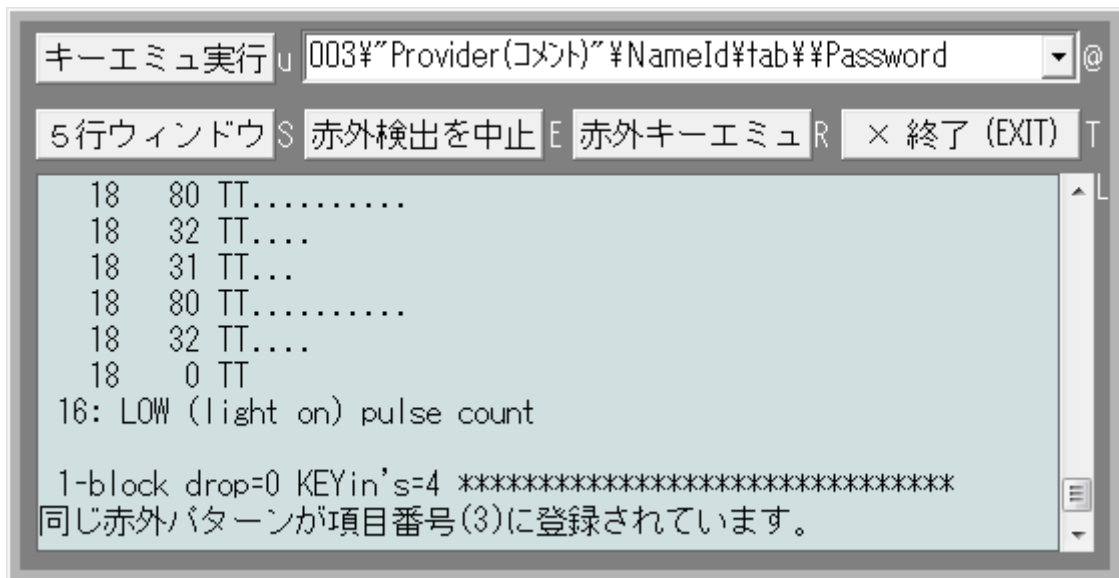 キーエミュ実行 u 003¥"Provider(コメント)"¥NameId¥tab¥¥Password @
5行ウィンドウ S 赤外検出を中止 E 赤外キーエミュ R × 終了 (EXIT) T
L
18 80 TT..........
18 32 TT....
18 31 TT...
18 80 TT..........
18 32 TT....
18 0 TT
16: LOW (light on) pulse count
1-block drop=0 KEYin's=4 ********************************
同じ赤外パターンが項目番号(3)に登録されています。